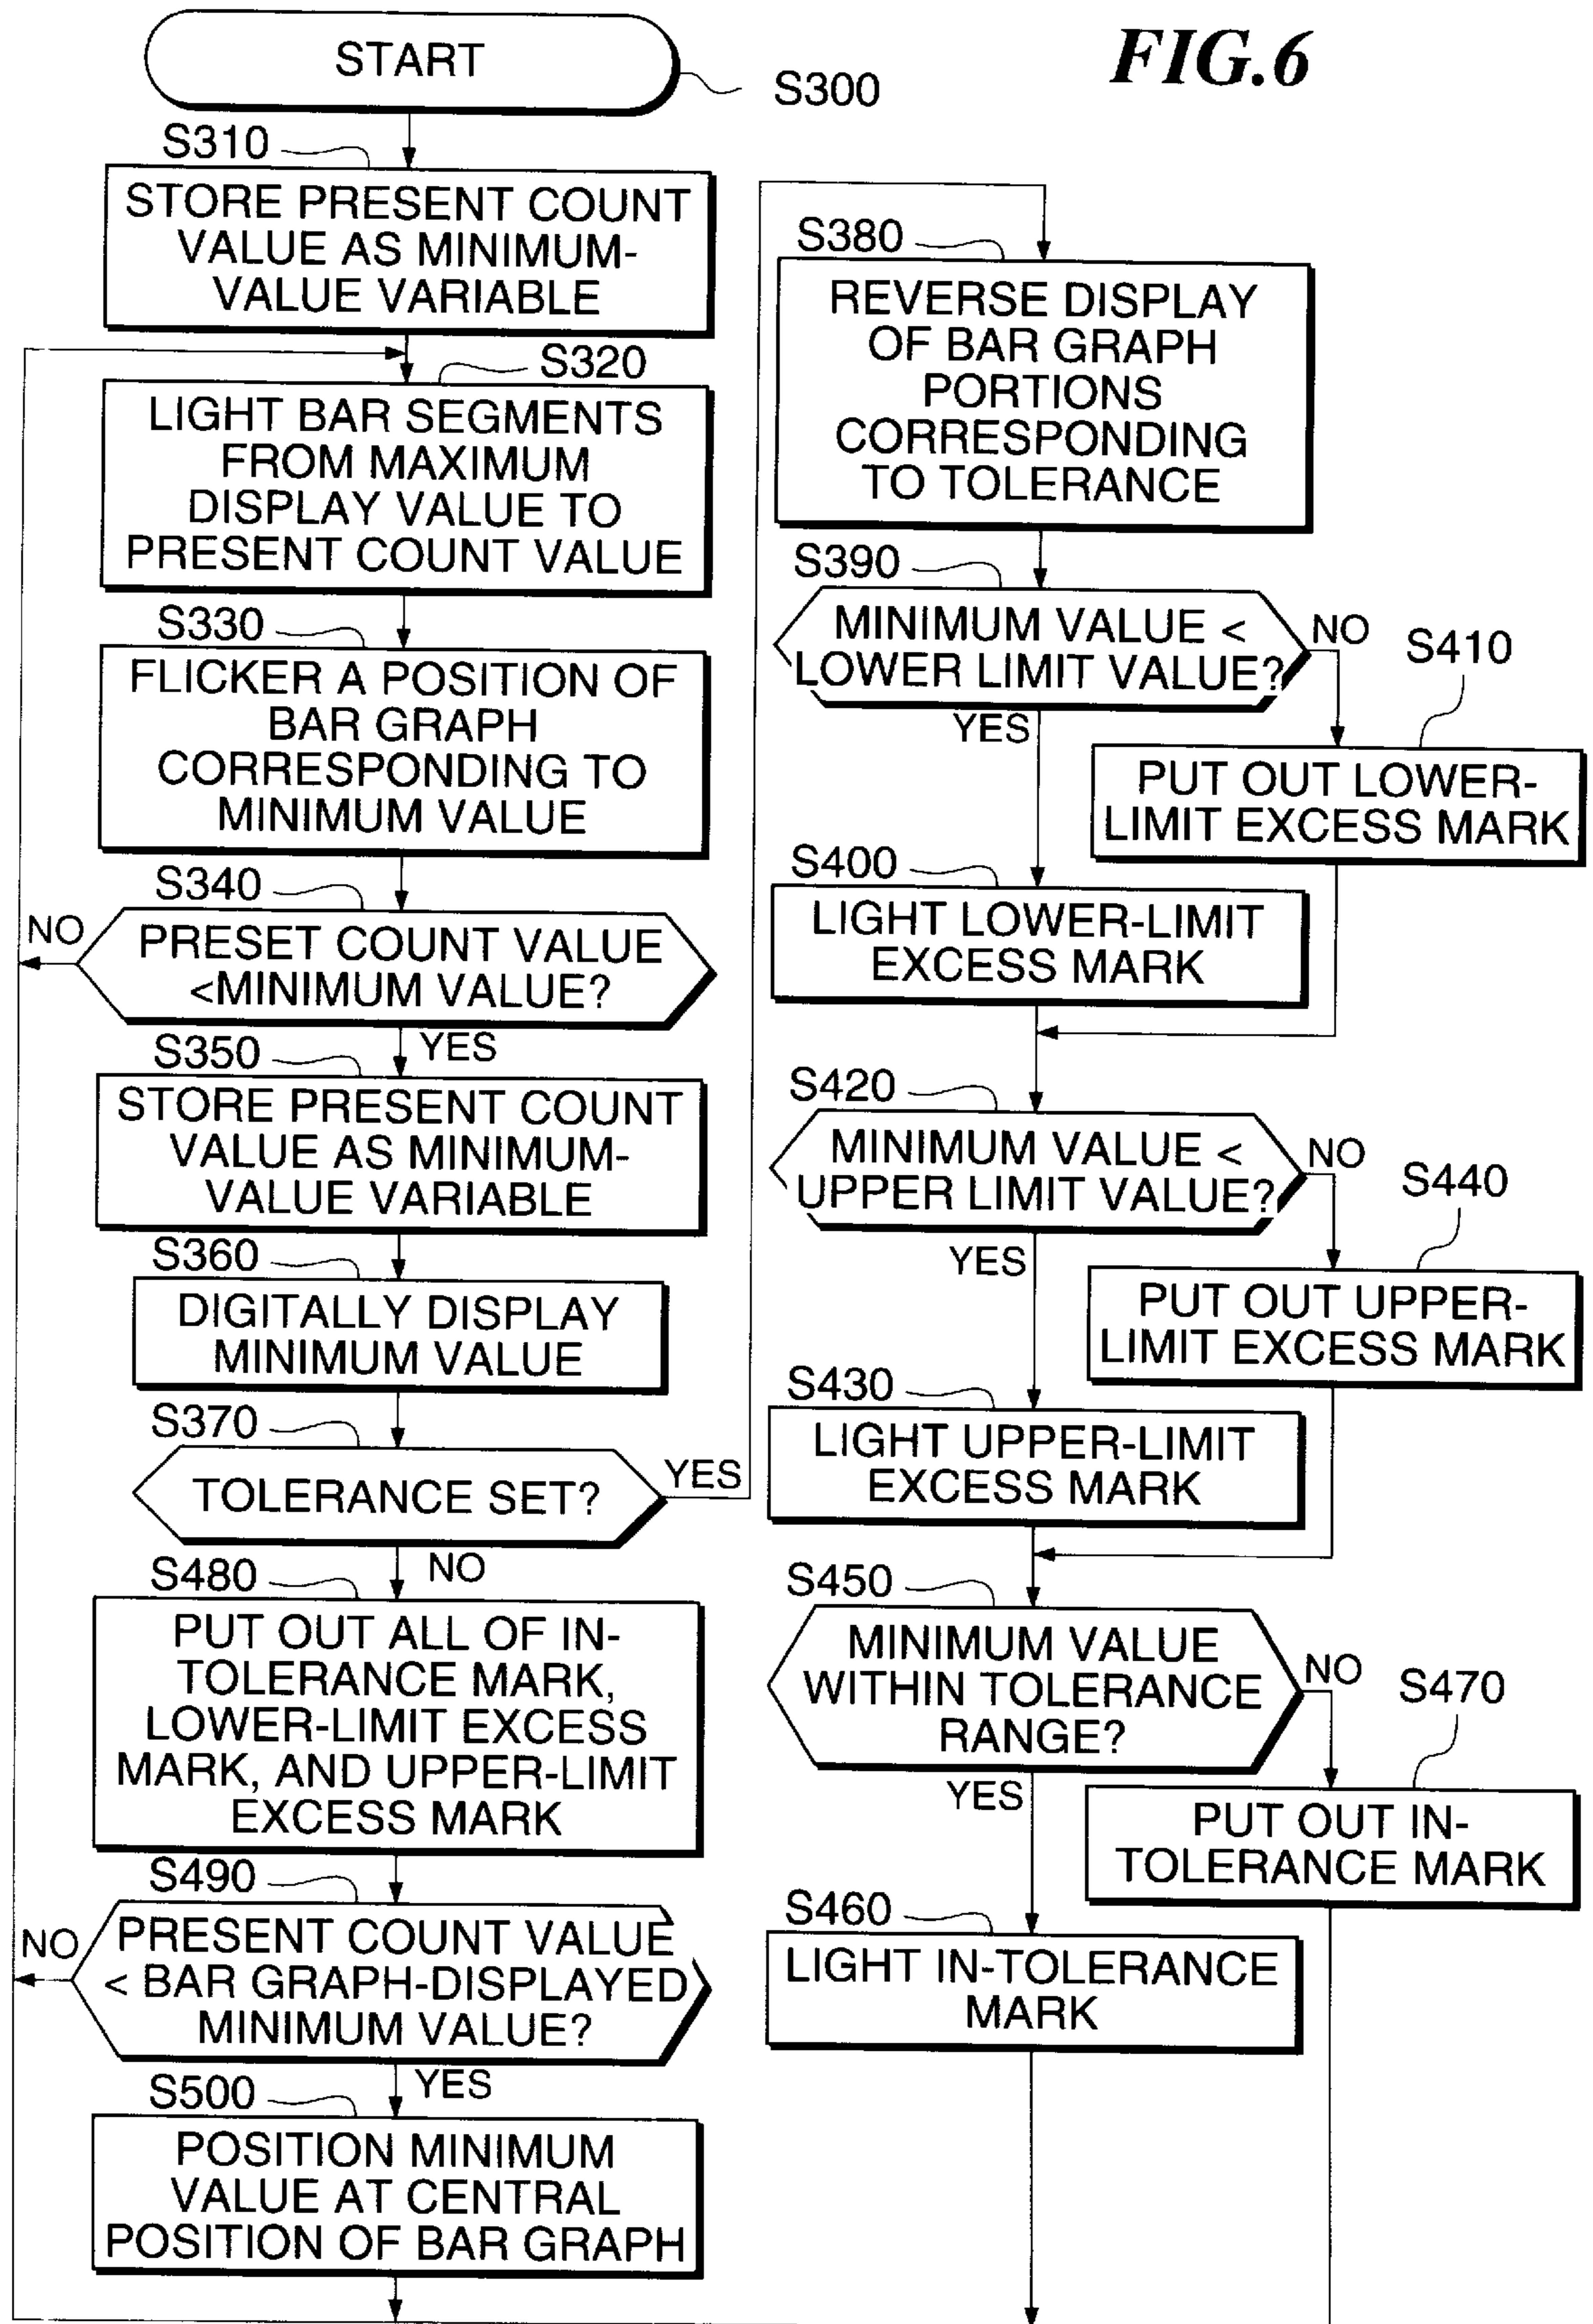 FIG.6
START
S300
S310
STORE PRESENT COUNT
VALUE AS MINIMUM-
VALUE VARIABLE
S320
LIGHT BAR SEGMENTS
FROM MAXIMUM
DISPLAY VALUE TO
PRESENT COUNT VALUE
S330
FLICKER A POSITION OF
BAR GRAPH
CORRESPONDING TO
MINIMUM VALUE
S340
NO
PRESET COUNT VALUE
<MINIMUM VALUE?
YES
S350
STORE PRESENT COUNT
VALUE AS MINIMUM-
VALUE VARIABLE
S360
DIGITALLY DISPLAY
MINIMUM VALUE
S370
TOLERANCE SET?
YES
NO
S480
PUT OUT ALL OF IN-
TOLERANCE MARK,
LOWER-LIMIT EXCESS
MARK, AND UPPER-LIMIT
EXCESS MARK
S490
NO
PRESENT COUNT VALUE
< BAR GRAPH-DISPLAYED
MINIMUM VALUE?
YES
S500
POSITION MINIMUM
VALUE AT CENTRAL
POSITION OF BAR GRAPH
S380
REVERSE DISPLAY
OF BAR GRAPH
PORTIONS
CORRESPONDING
TO TOLERANCE
S390
MINIMUM VALUE <
LOWER LIMIT VALUE?
NO
YES
S410
PUT OUT LOWER-
LIMIT EXCESS MARK
S400
LIGHT LOWER-LIMIT
EXCESS MARK
S420
MINIMUM VALUE <
UPPER LIMIT VALUE?
NO
YES
S440
PUT OUT UPPER-
LIMIT EXCESS MARK
S430
LIGHT UPPER-LIMIT
EXCESS MARK
S450
MINIMUM VALUE
WITHIN TOLERANCE
RANGE?
NO
YES
S470
PUT OUT IN-
TOLERANCE MARK
S460
LIGHT IN-TOLERANCE
MARK